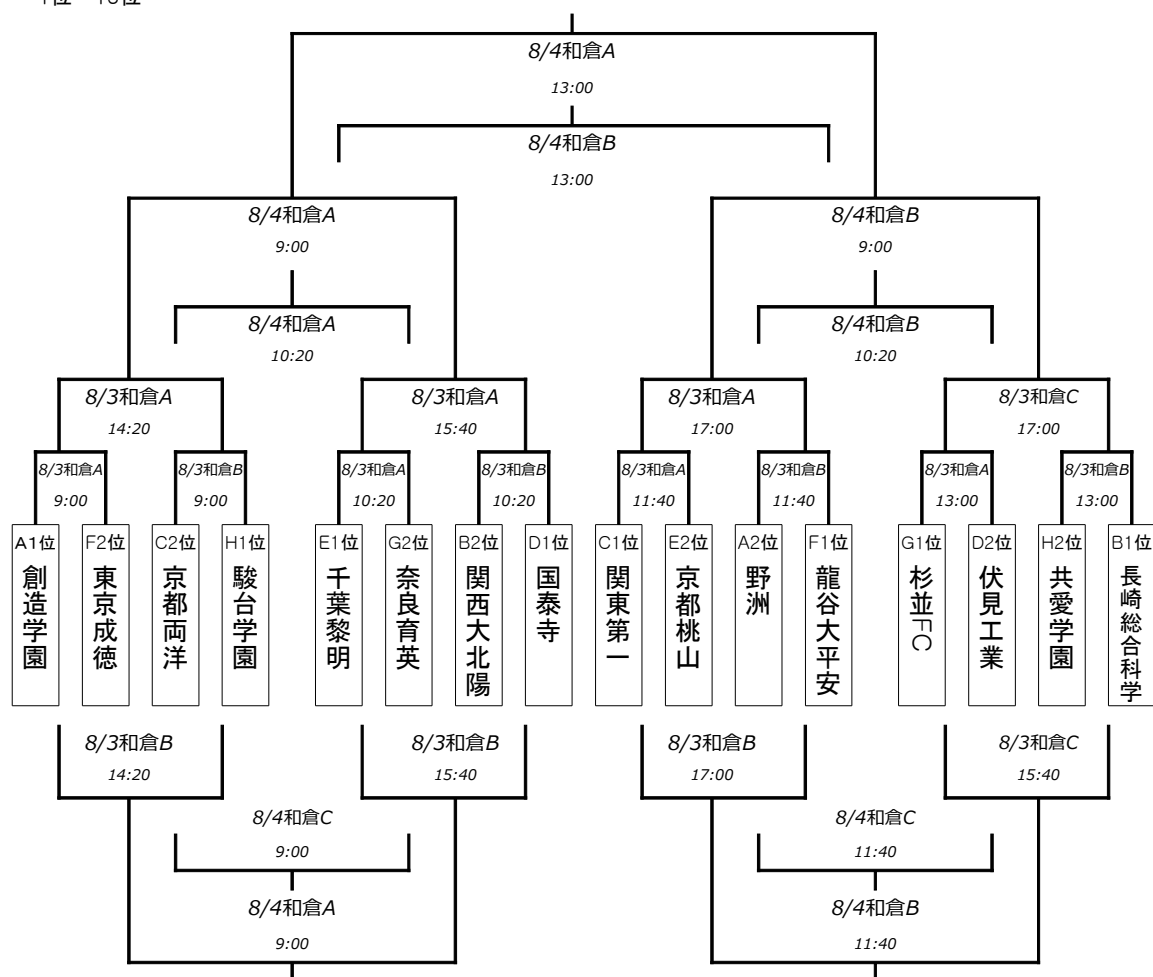 8/4和倉A
13:00
8/4和倉B
13:00
8/4和倉A
8/4和倉B
9:00
9:00
8/4和倉A
8/4和倉B
10:20
10:20
8/3和倉A
8/3和倉A
8/3和倉A
8/3和倉C
14:20
15:40
17:00
17:00
8/3和倉A
8/3和倉B
8/3和倉A
8/3和倉B
8/3和倉A
8/3和倉B
8/3和倉A
8/3和倉B
9:00
9:00
10:20
10:20
11:40
11:40
13:00
13:00
A1位
創造学園
F2位
東京成徳
C2位
京都両洋
H1位
駿台学園
E1位
千葉黎明
G2位
奈良育英
B2位
関西大北陽
D1位
国泰寺
C1位
関東第一
E2位
京都桃山
A2位
野洲
F1位
龍谷大平安
G1位
杉並FC
D2位
伏見工業
H2位
共愛学園
B1位
長崎総合科学
8/3和倉B
8/3和倉B
8/3和倉B
8/3和倉C
14:20
15:40
17:00
15:40
8/4和倉C
8/4和倉C
9:00
11:40
8/4和倉A
8/4和倉B
9:00
11:40